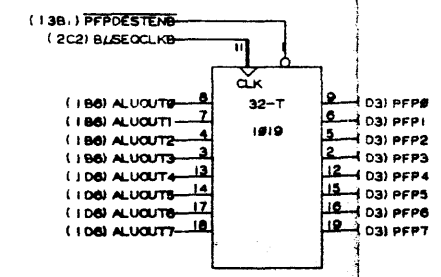 (13B1) PFPDESTENB
(2C2) BUSEQCLKB
11 1
CLK
32-T
1019
(1B6) ALUOUT0 8 9 D3) PFP0
(1B6) ALUOUT1 7 6 D3) PFP1
(1B6) ALUOUT2 4 5 D3) PFP2
(1B6) ALUOUT3 3 2 D3) PFP3
(1D6) ALUOUT4 13 12 D3) PFP4
(1D6) ALUOUT5 14 15 D3) PFP5
(1D6) ALUOUT6 17 16 D3) PFP6
(1D6) ALUOUT7 18 19 D3) PFP7